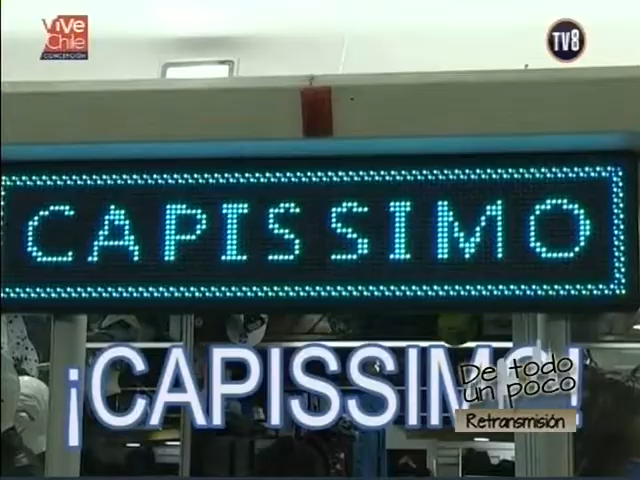 ViVe
Chile
CONCEPCIÓN
TV8
CAPISSIMO
¡CAPISSIMO!
De todo
un poco
Retransmisión